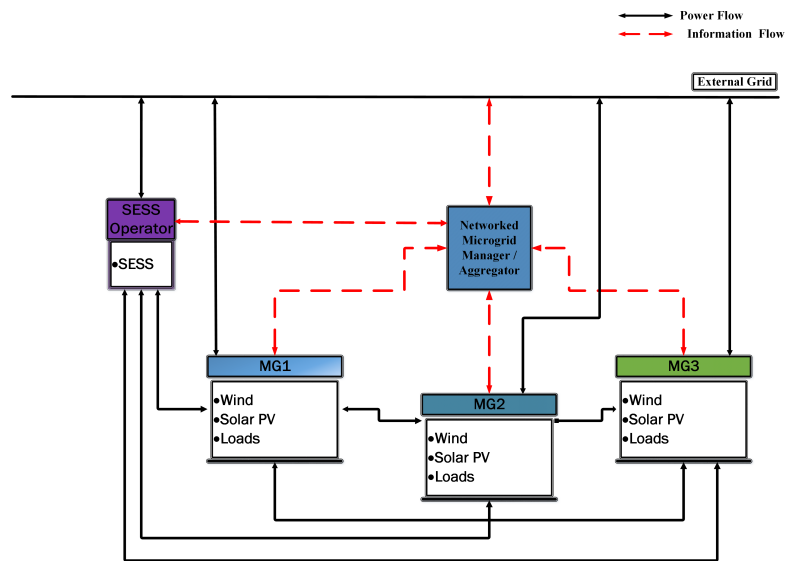 Power Flow
Information Flow
External Grid
SESS
Operator
•SESS
Networked
Microgrid
Manager /
Aggregator
MG1
•Wind
•Solar PV
•Loads
MG2
•Wind
•Solar PV
•Loads
MG3
•Wind
•Solar PV
•Loads